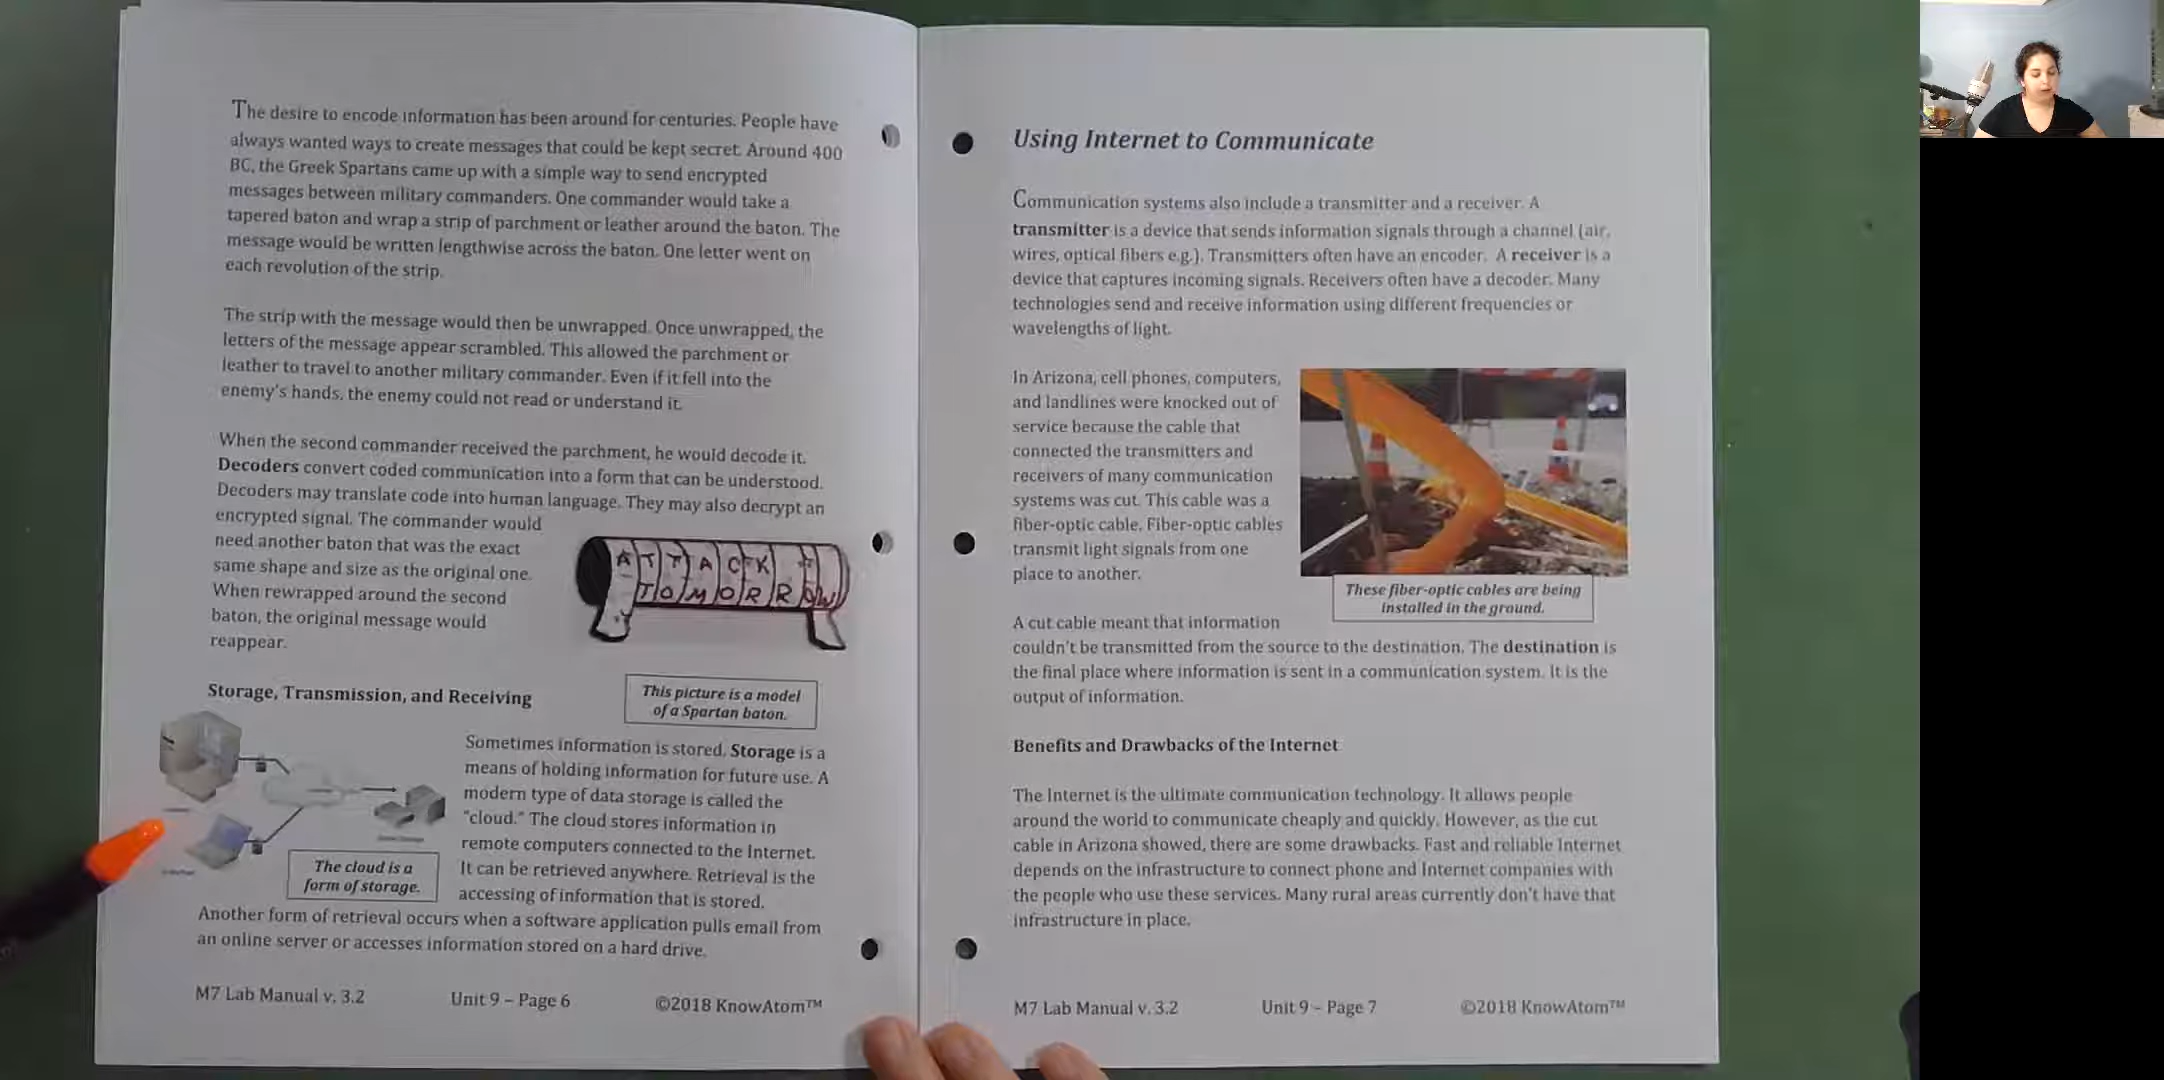 The desire to encode information has been around for centuries. People have
always wanted ways to create messages that could be kept secret. Around 400
BC, the Greek Spartans came up with a simple way to send encrypted
messages between military commanders. One commander would take a
tapered baton and wrap a strip of parchment or leather around the baton. The
message would be written lengthwise across the baton. One letter went on
each revolution of the strip.
The strip with the message would then be unwrapped. Once unwrapped, the
letters of the message appear scrambled. This allowed the parchment or
leather to travel to another military commander. Even if it fell into the
enemy's hands, the enemy could not read or understand it.
When the second commander received the parchment, he would decode it.
Decoders convert coded communication into a form that can be understood.
Decoders may translate code into human language. They may also decrypt an
encrypted signal. The commander would
need another baton that was the exact
same shape and size as the original one.
When rewrapped around the second
baton, the original message would
reappear.
ATTACK
TOMORROW
This picture is a model
of a Spartan baton.
Storage, Transmission, and Receiving
Sometimes information is stored. Storage is a
means of holding information for future use. A
modern type of data storage is called the
"cloud." The cloud stores information in
remote computers connected to the Internet.
It can be retrieved anywhere. Retrieval is the
accessing of information that is stored.
The cloud is a
form of storage.
Another form of retrieval occurs when a software application pulls email from
an online server or accesses information stored on a hard drive.
M7 Lab Manual v. 3.2 Unit 9 – Page 6 ©2018 KnowAtom™
Using Internet to Communicate
Communication systems also include a transmitter and a receiver. A
transmitter is a device that sends information signals through a channel (air,
wires, optical fibers e.g.). Transmitters often have an encoder. A receiver is a
device that captures incoming signals. Receivers often have a decoder. Many
technologies send and receive information using different frequencies or
wavelengths of light.
In Arizona, cell phones, computers,
and landlines were knocked out of
service because the cable that
connected the transmitters and
receivers of many communication
systems was cut. This cable was a
fiber-optic cable. Fiber-optic cables
transmit light signals from one
place to another.
These fiber-optic cables are being
installed in the ground.
A cut cable meant that information
couldn't be transmitted from the source to the destination. The destination is
the final place where information is sent in a communication system. It is the
output of information.
Benefits and Drawbacks of the Internet
The Internet is the ultimate communication technology. It allows people
around the world to communicate cheaply and quickly. However, as the cut
cable in Arizona showed, there are some drawbacks. Fast and reliable Internet
depends on the infrastructure to connect phone and Internet companies with
the people who use these services. Many rural areas currently don't have that
infrastructure in place.
M7 Lab Manual v. 3.2 Unit 9 – Page 7 ©2018 KnowAtom™